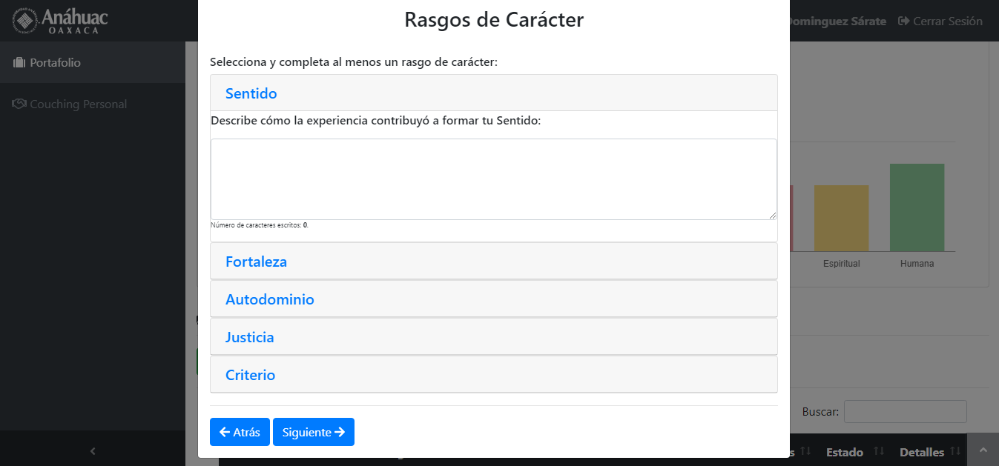 Anáhuac
OAXACA
Portafolio
Couching Personal
Rasgos de Carácter
Selecciona y completa al menos un rasgo de carácter:
Sentido
Describe cómo la experiencia contribuyó a formar tu Sentido:
Número de caracteres escritos: 0.
Fortaleza
Autodominio
Justicia
Criterio
Atrás Siguiente
Dominguez Sárate Cerrar Sesión
Espiritual Humana
Buscar:
Estado Detalles